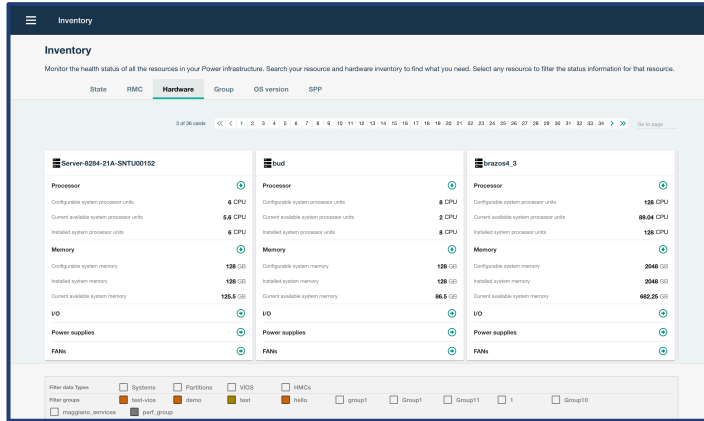 Inventory
Inventory
Monitor the health status of all the resources in your Power infrastructure. Search your resource and hardware inventory to find what you need. Select any resource to filter the status information for that resource.
State RMC Hardware Group OS version SPP
3 of 36 cards 1 2 3 4 5 6 7 8 9 10 11 12 13 14 15 16 17 18 19 20 21 22 23 24 25 26 27 28 29 30 31 32 33 34 Go to page
Server-8284-21A-SNTU00152 bud brazos4_3
Processor Processor Processor
Configurable system processor units 6 CPU Configurable system processor units 8 CPU Configurable system processor units 128 CPU
Current available system processor units 5.6 CPU Current available system processor units 2 CPU Current available system processor units 89.04 CPU
Installed system processor units 6 CPU Installed system processor units 8 CPU Installed system processor units 128 CPU
Memory Memory Memory
Configurable system memory 128 GB Configurable system memory 128 GB Configurable system memory 2048 GB
Installed system memory 128 GB Installed system memory 128 GB Installed system memory 2048 GB
Current available system memory 125.5 GB Current available system memory 86.5 GB Current available system memory 682.25 GB
I/O I/O I/O
Power supplies Power supplies Power supplies
FANs FANs FANs
Filter data Types Systems Partitions VIOS HMCs
Filter groups test-vios demo test hello group1 Group1 Group11 1 Group10
maggiano_services perf_group